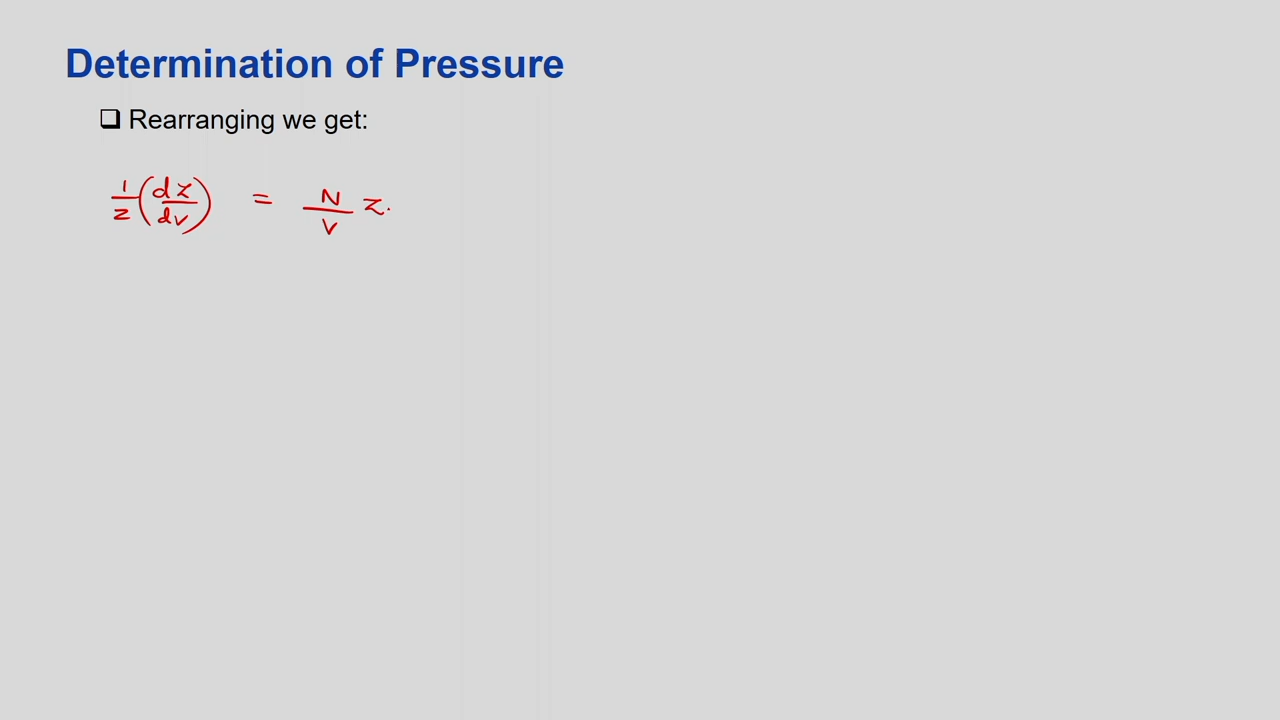 Determination of Pressure
❑ Rearranging we get:
1/z (dz/dv) = N/v z.